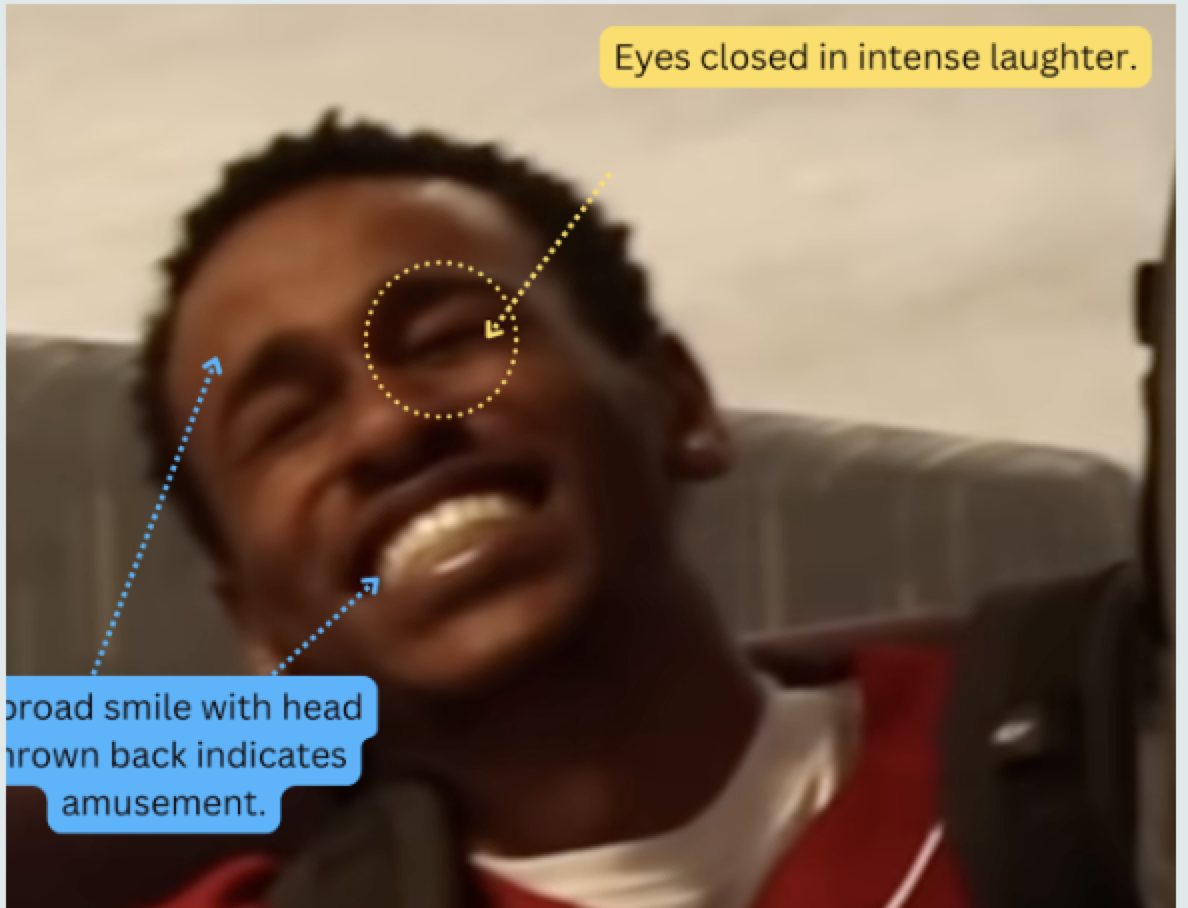 Eyes closed in intense laughter.
broad smile with head
hrown back indicates
amusement.